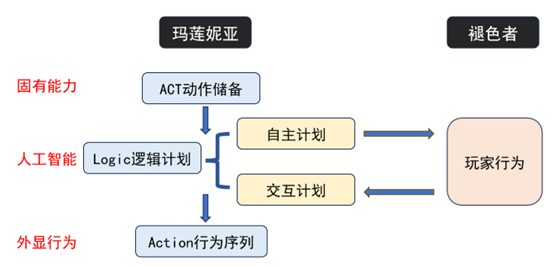 玛莲妮亚
褪色者
固有能力
ACT动作储备
自主计划
人工智能
Logic逻辑计划
玩家行为
交互计划
外显行为
Action行为序列